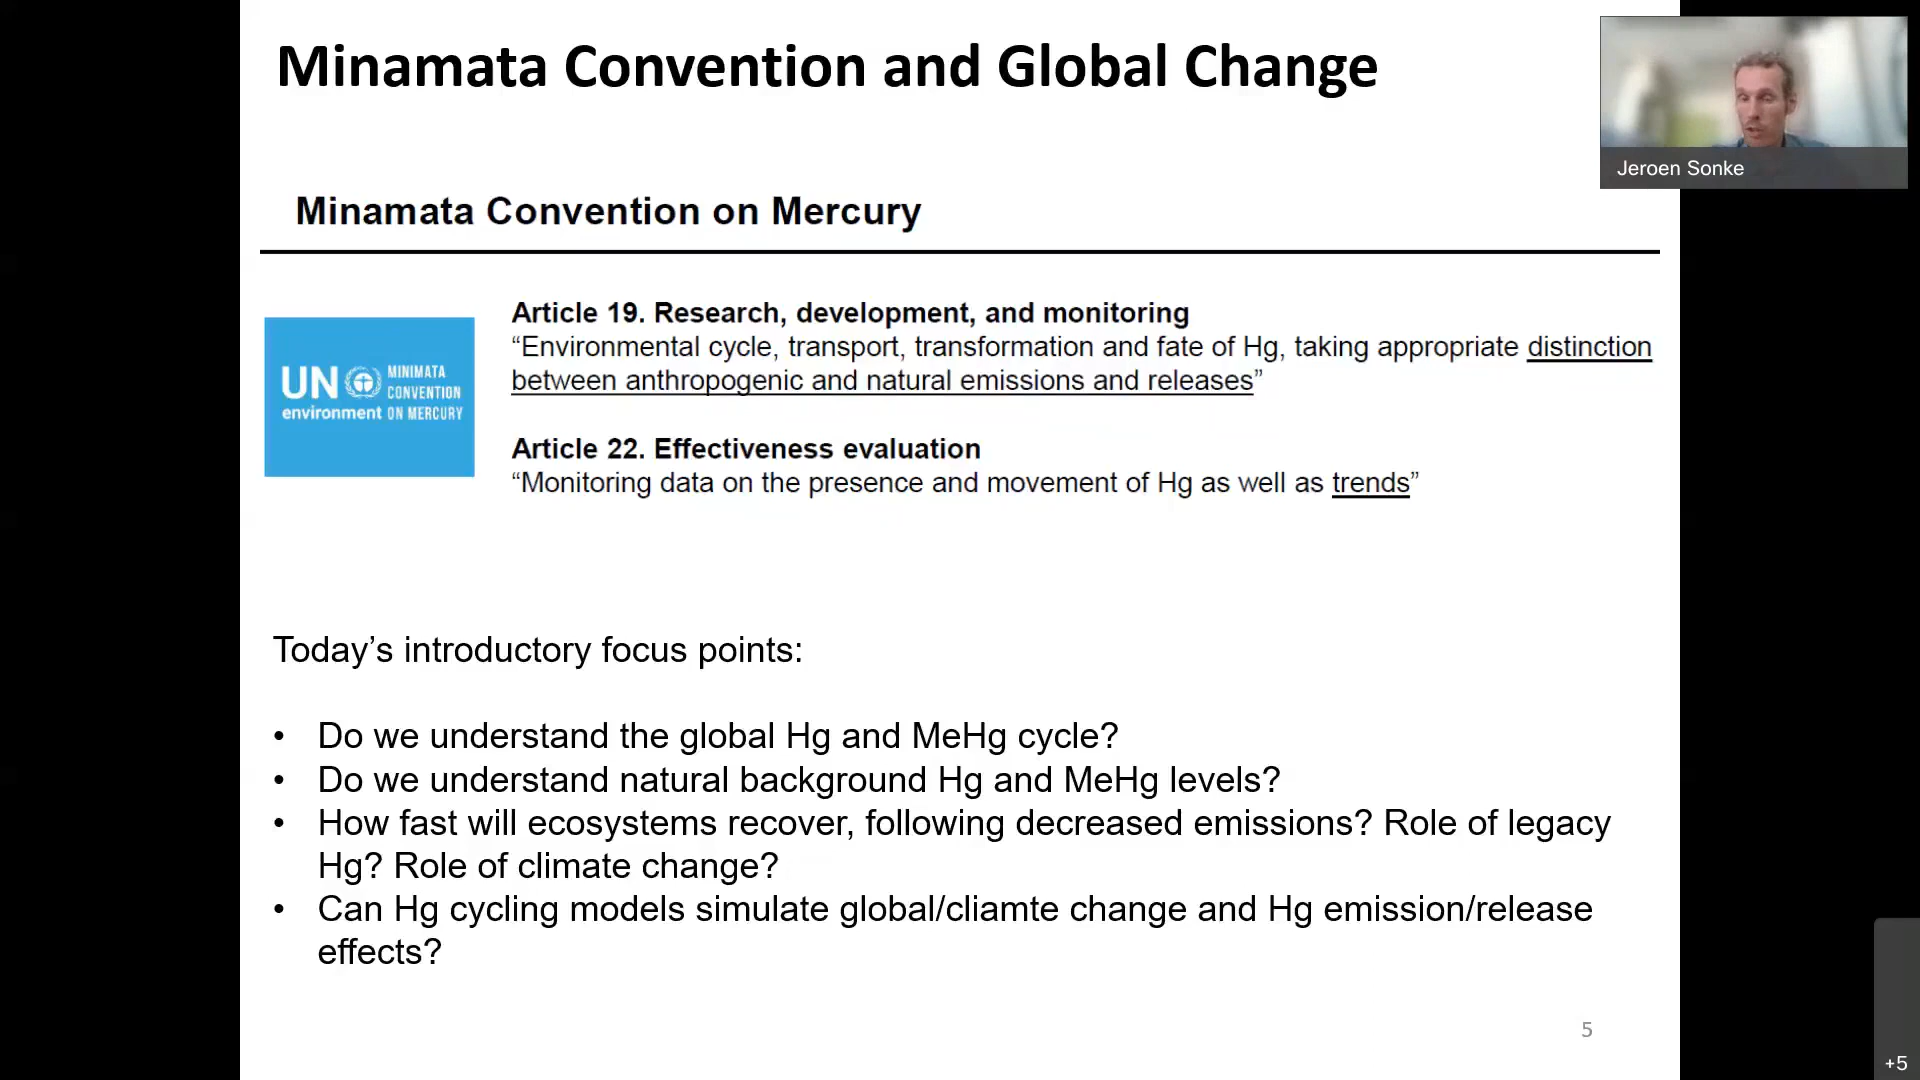 Minamata Convention and Global Change
Jeroen Sonke
Minamata Convention on Mercury
UN environment
MINIMATA
CONVENTION
ON MERCURY
Article 19. Research, development, and monitoring
“Environmental cycle, transport, transformation and fate of Hg, taking appropriate distinction
between anthropogenic and natural emissions and releases”
Article 22. Effectiveness evaluation
“Monitoring data on the presence and movement of Hg as well as trends”
Today’s introductory focus points:
• Do we understand the global Hg and MeHg cycle?
• Do we understand natural background Hg and MeHg levels?
• How fast will ecosystems recover, following decreased emissions? Role of legacy
Hg? Role of climate change?
• Can Hg cycling models simulate global/cliamte change and Hg emission/release
effects?
5
+5